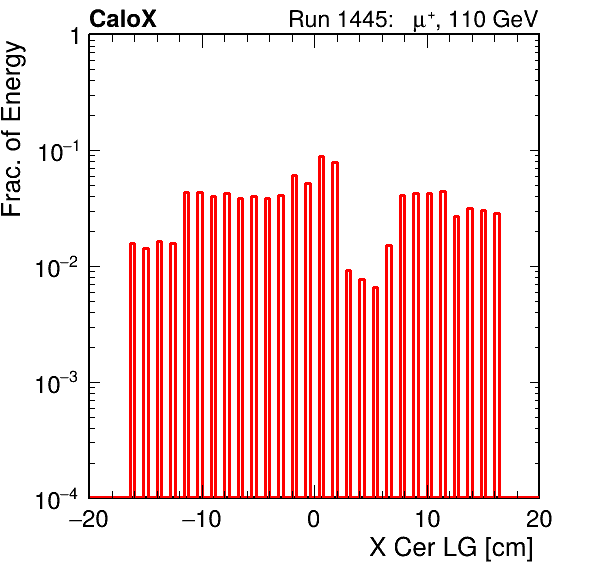 CaloX Run 1445: μ⁺, 110 GeV
Frac. of Energy
1
10⁻¹
10⁻²
10⁻³
10⁻⁴
−20 −10 0 10 20
X Cer LG [cm]